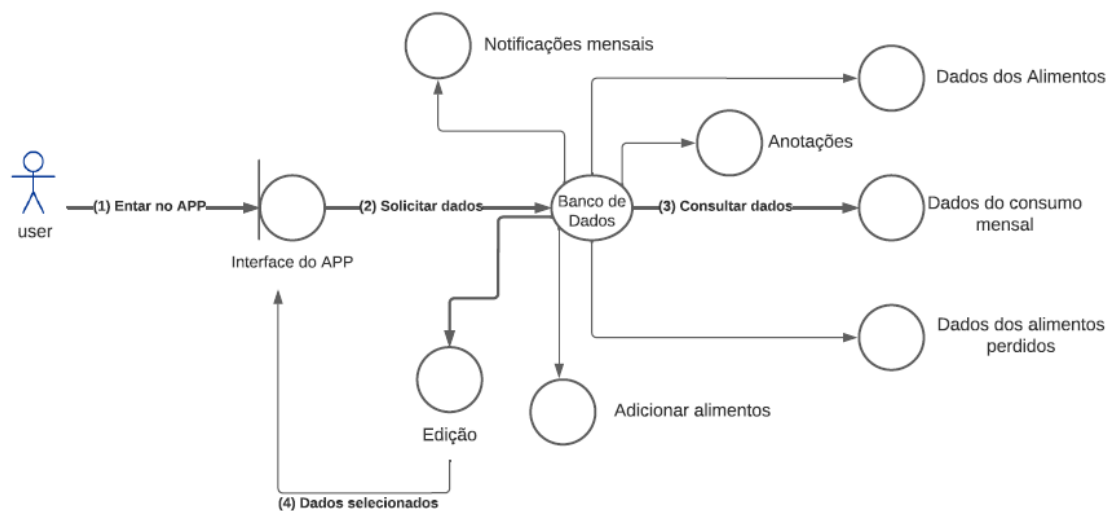 Notificações mensais
Dados dos Alimentos
Anotações
(1) Entar no APP
(2) Solicitar dados
Banco de
Dados
(3) Consultar dados
Dados do consumo
mensal
user
Interface do APP
Dados dos alimentos
perdidos
Adicionar alimentos
Edição
(4) Dados selecionados